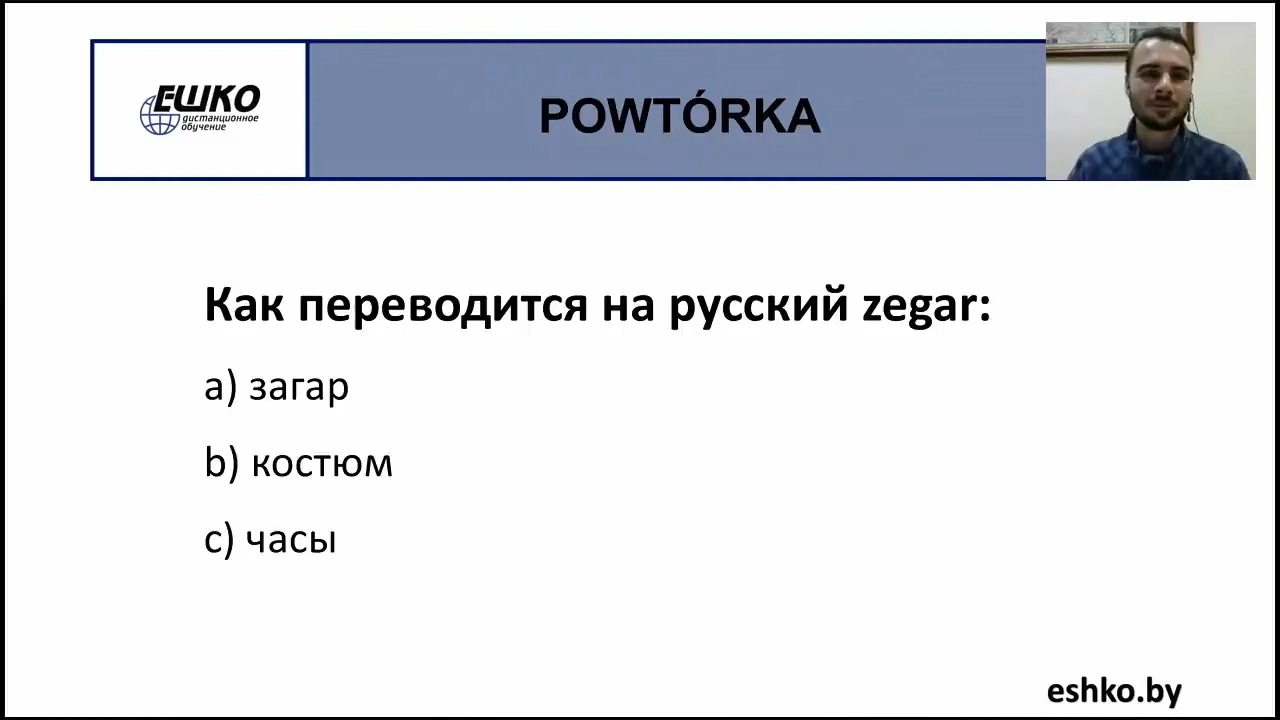 ЕШКО
дистанционное
обучение
POWTÓRKA
Как переводится на русский zegar:
a) загар
b) костюм
c) часы
eshko.by